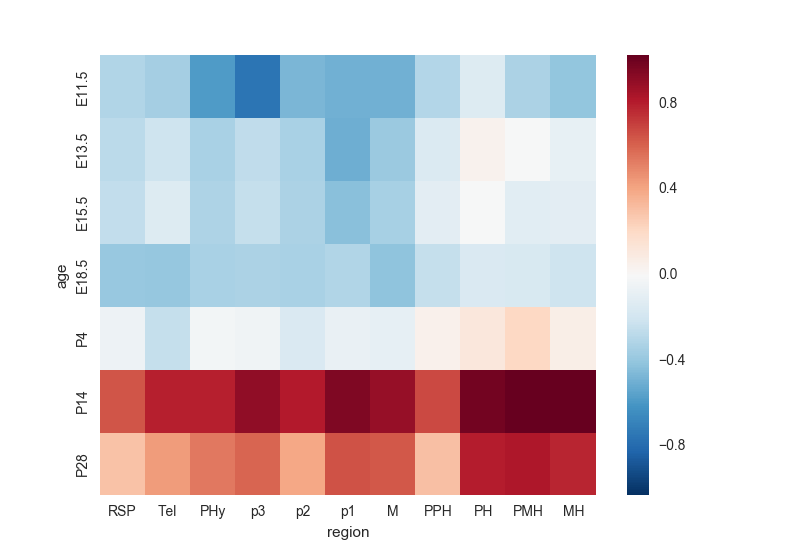 E11.5
E13.5
E15.5
E18.5
P4
P14
P28
age
RSP Tel PHy p3 p2 p1 M PPH PH PMH MH
region
0.8
0.4
0.0
−0.4
−0.8